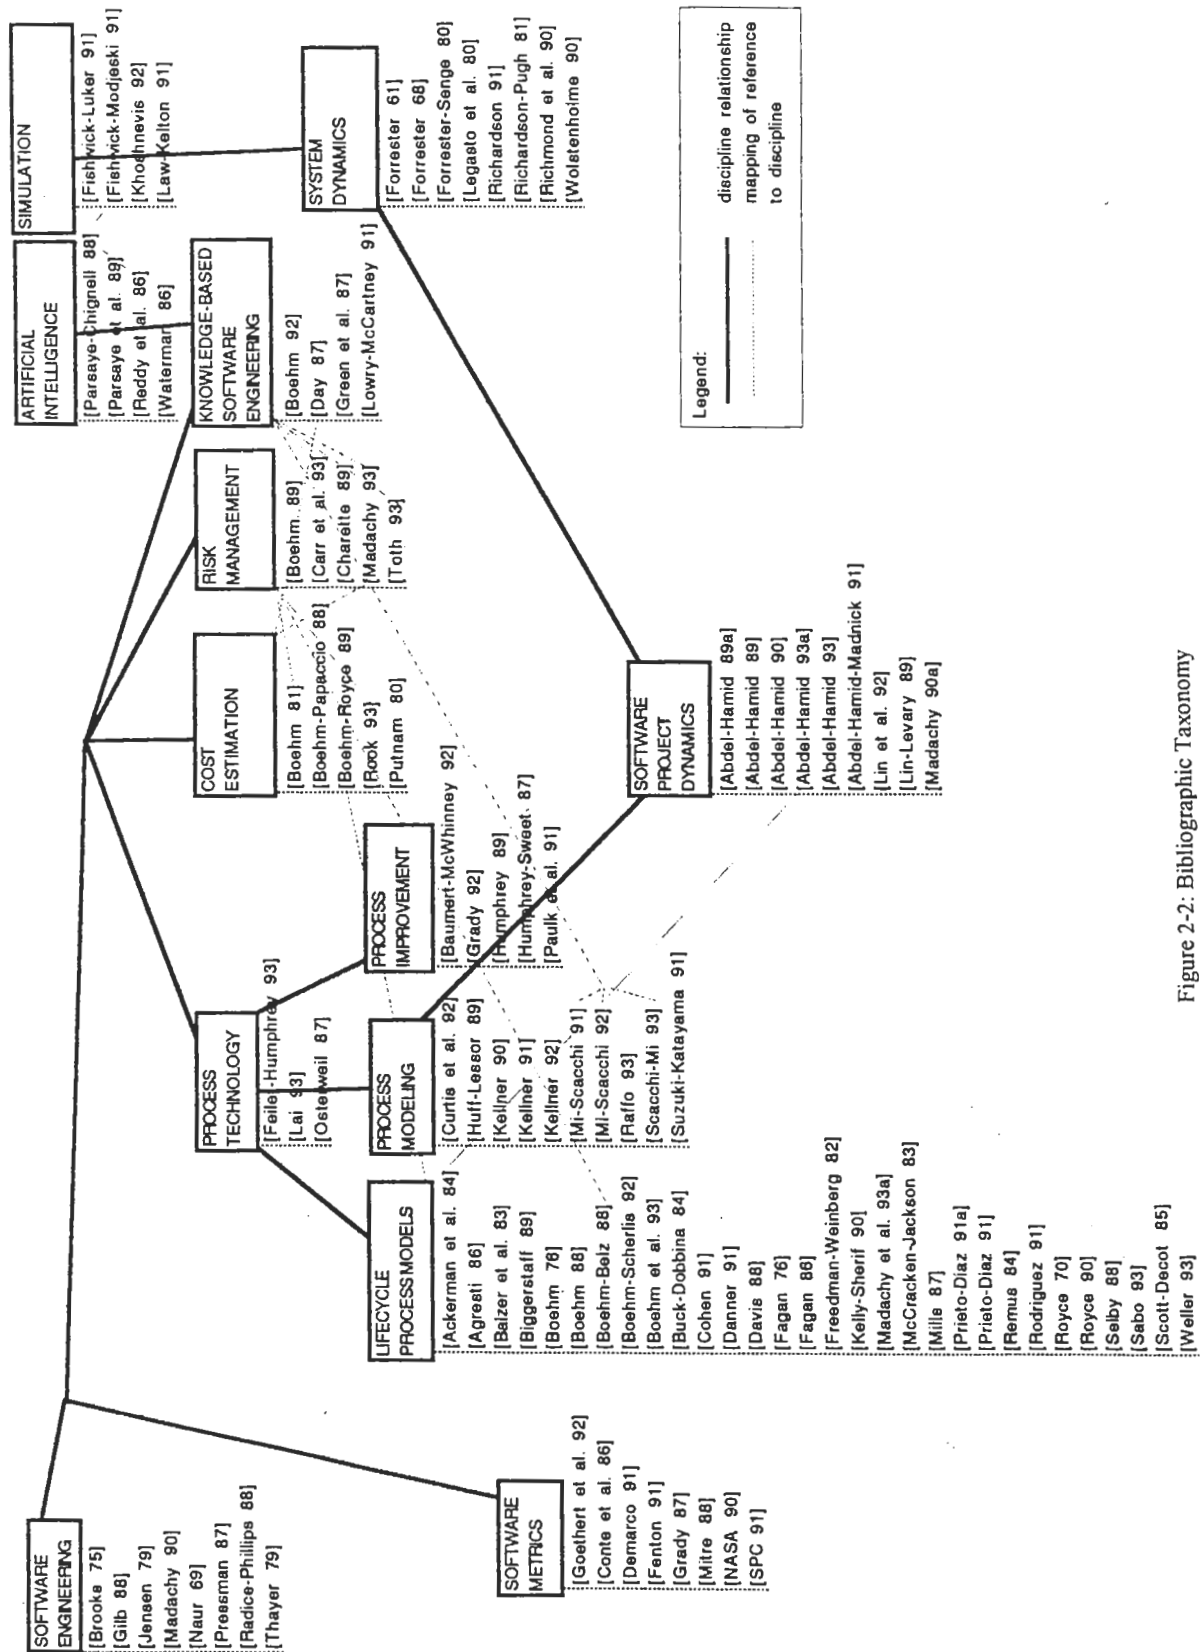 SOFTWARE
ENGINEERING
[Brooke 75]
[Gilb 88]
[Jensen 79]
[Madachy 90]
[Naur 69]
[Pressman 87]
[Radice-Phillips 88]
[Thayer 79]
SOFTWARE
METRICS
[Goethert et al. 92]
[Conte et al. 86]
[Demarco 91]
[Fenton 91]
[Grady 87]
[Mitre 88]
[NASA 90]
[SPC 91]
PROCESS
TECHNOLOGY
[Feiler-Humphrey 93]
[Lai 93]
[Osterweil 87]
LIFECYCLE
PROCESS MODELS
[Ackerman et al. 84]
[Agresti 86]
[Balzer et al. 83]
[Biggerstaff 89]
[Boehm 76]
[Boehm 88]
[Boehm-Belz 88]
[Boehm-Scherlis 92]
[Boehm et al. 93]
[Buck-Dobbins 84]
[Cohen 91]
[Danner 91]
[Davis 88]
[Fagan 76]
[Fagan 86]
[Freedman-Weinberg 82]
[Kelly-Sherif 90]
[Madachy et al. 93a]
[McCracken-Jackson 83]
[Mills 87]
[Prieto-Diaz 91a]
[Prieto-Diaz 91]
[Remus 84]
[Rodriguez 91]
[Royce 70]
[Royce 90]
[Selby 88]
[Sabo 93]
[Scott-Decot 85]
[Weller 93]
PROCESS
MODELING
[Curtis et al. 92]
[Huff-Lessor 89]
[Kellner 90]
[Kellner 91]
[Kellner 92]
[Mi-Scacchi 91]
[Mi-Scacchi 92]
[Raffo 93]
[Scacchi-Mi 93]
[Suzuki-Katayama 91]
PROCESS
IMPROVEMENT
[Baumert-McWhinney 92]
[Grady 92]
[Humphrey 89]
[Humphrey-Sweet 87]
[Paulk et al. 91]
COST
ESTIMATION
[Boehm 81]
[Boehm-Papaccio 88]
[Boehm-Royce 89]
[Rook 93]
[Putnam 80]
RISK
MANAGEMENT
[Boehm 89]
[Carr et al. 93]
[Charette 89]
[Madachy 93]
[Toth 93]
ARTIFICIAL
INTELLIGENCE
[Parsaye-Chignell 88]
[Parsaye et al. 89]
[Reddy et al. 86]
[Waterman 86]
KNOWLEDGE-BASED
SOFTWARE
ENGINEERING
[Boehm 92]
[Day 87]
[Green et al. 87]
[Lowry-McCartney 91]
SIMULATION
[Fishwick-Luker 91]
[Fishwick-Modjeski 91]
[Khoshnevis 92]
[Law-Kelton 91]
SYSTEM
DYNAMICS
[Forrester 61]
[Forrester 68]
[Forrester-Senge 80]
[Legasto et al. 80]
[Richardson 91]
[Richardson-Pugh 81]
[Richmond et al. 90]
[Wolstenholme 90]
SOFTWARE
PROJECT
DYNAMICS
[Abdel-Hamid 89a]
[Abdel-Hamid 89]
[Abdel-Hamid 90]
[Abdel-Hamid 93a]
[Abdel-Hamid 93]
[Abdel-Hamid-Madnick 91]
[Lin et al. 92]
[Lin-Levary 89]
[Madachy 90a]
Legend:
discipline relationship
mapping of reference
to discipline
Figure 2-2: Bibliographic Taxonomy